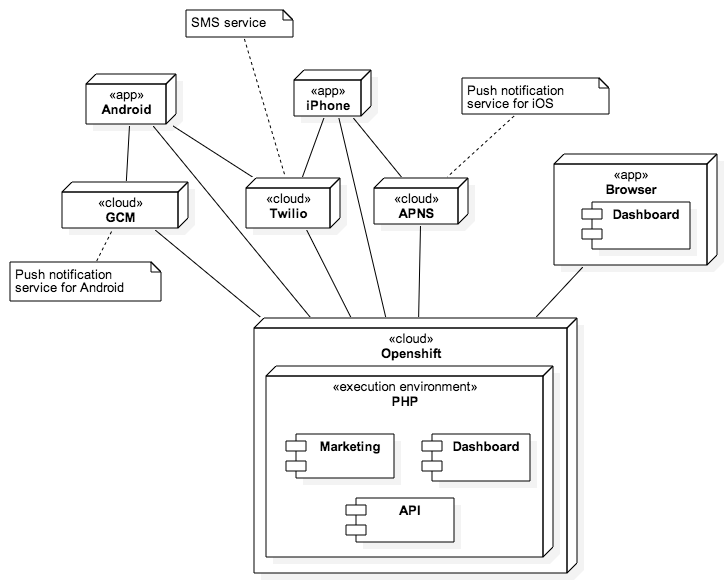 SMS service
«app»
Android
«app»
iPhone
Push notification
service for iOS
«app»
Browser
Dashboard
«cloud»
GCM
«cloud»
Twilio
«cloud»
APNS
Push notification
service for Android
«cloud»
Openshift
«execution environment»
PHP
Marketing
Dashboard
API